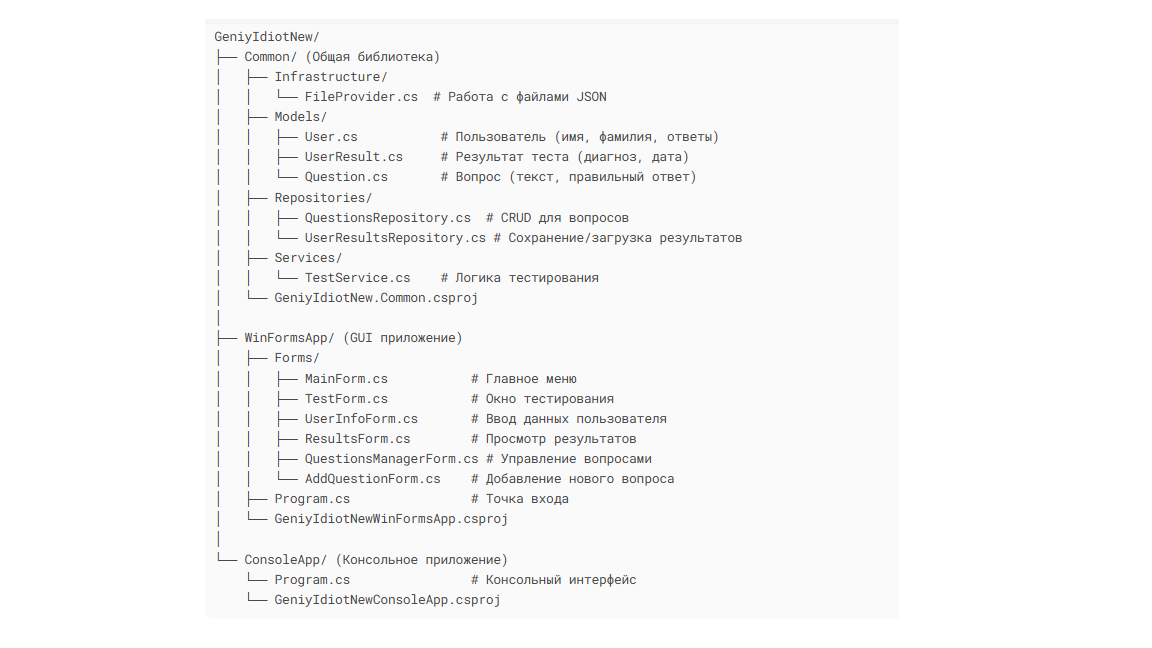 GeniyIdiotNew/
├── Common/ (Общая библиотека)
│   ├── Infrastructure/
│   │   └── FileProvider.cs  # Работа с файлами JSON
│   ├── Models/
│   │   ├── User.cs           # Пользователь (имя, фамилия, ответы)
│   │   ├── UserResult.cs     # Результат теста (диагноз, дата)
│   │   └── Question.cs       # Вопрос (текст, правильный ответ)
│   ├── Repositories/
│   │   ├── QuestionsRepository.cs  # CRUD для вопросов
│   │   └── UserResultsRepository.cs # Сохранение/загрузка результатов
│   ├── Services/
│   │   └── TestService.cs    # Логика тестирования
│   └── GeniyIdiotNew.Common.csproj
│
├── WinFormsApp/ (GUI приложение)
│   ├── Forms/
│   │   ├── MainForm.cs           # Главное меню
│   │   ├── TestForm.cs           # Окно тестирования
│   │   ├── UserInfoForm.cs       # Ввод данных пользователя
│   │   ├── ResultsForm.cs        # Просмотр результатов
│   │   ├── QuestionsManagerForm.cs # Управление вопросами
│   │   └── AddQuestionForm.cs    # Добавление нового вопроса
│   ├── Program.cs                # Точка входа
│   └── GeniyIdiotNewWinFormsApp.csproj
│
└── ConsoleApp/ (Консольное приложение)
    └── Program.cs                # Консольный интерфейс
    └── GeniyIdiotNewConsoleApp.csproj